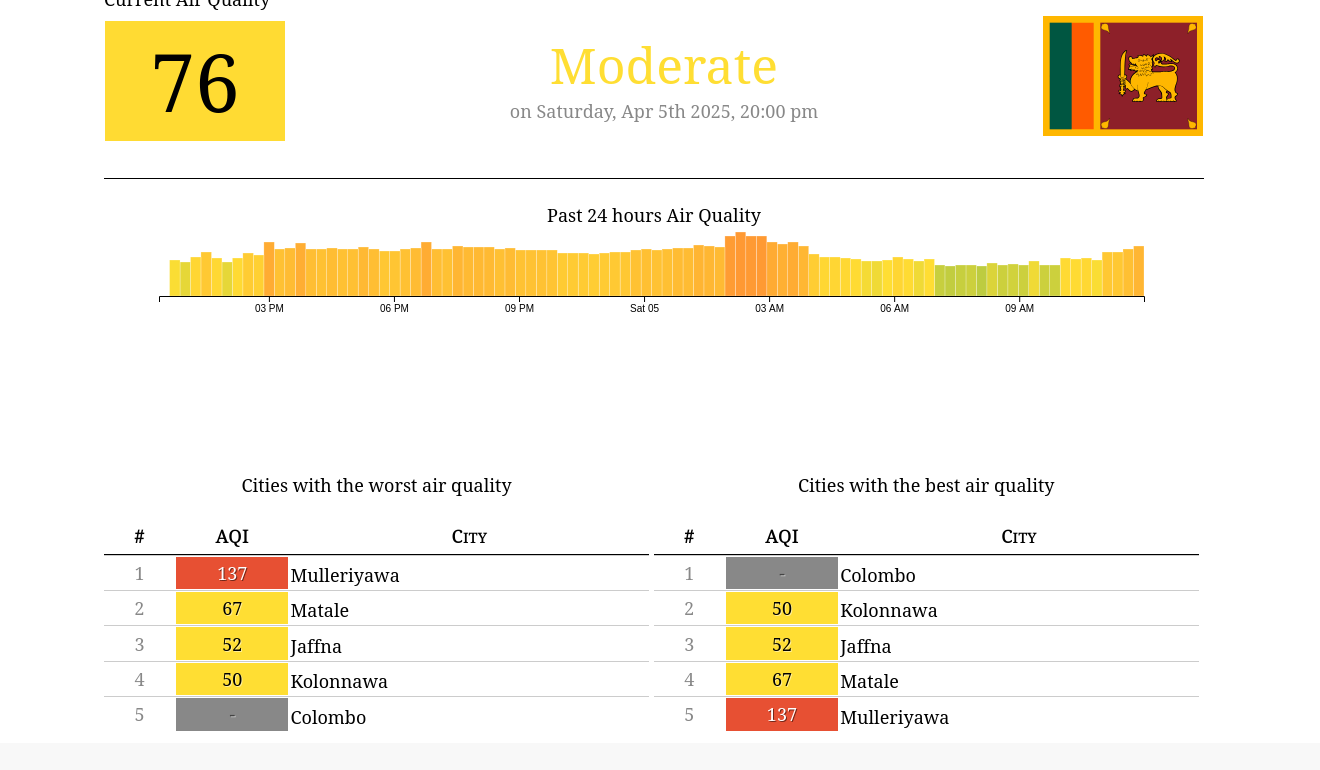 Current Air Quality
76
Moderate
on Saturday, Apr 5th 2025, 20:00 pm
Past 24 hours Air Quality
03 PM 06 PM 09 PM Sat 05 03 AM 06 AM 09 AM
Cities with the worst air quality
# AQI City
1 137 Mulleriyawa
2 67 Matale
3 52 Jaffna
4 50 Kolonnawa
5 - Colombo
Cities with the best air quality
# AQI City
1 - Colombo
2 50 Kolonnawa
3 52 Jaffna
4 67 Matale
5 137 Mulleriyawa